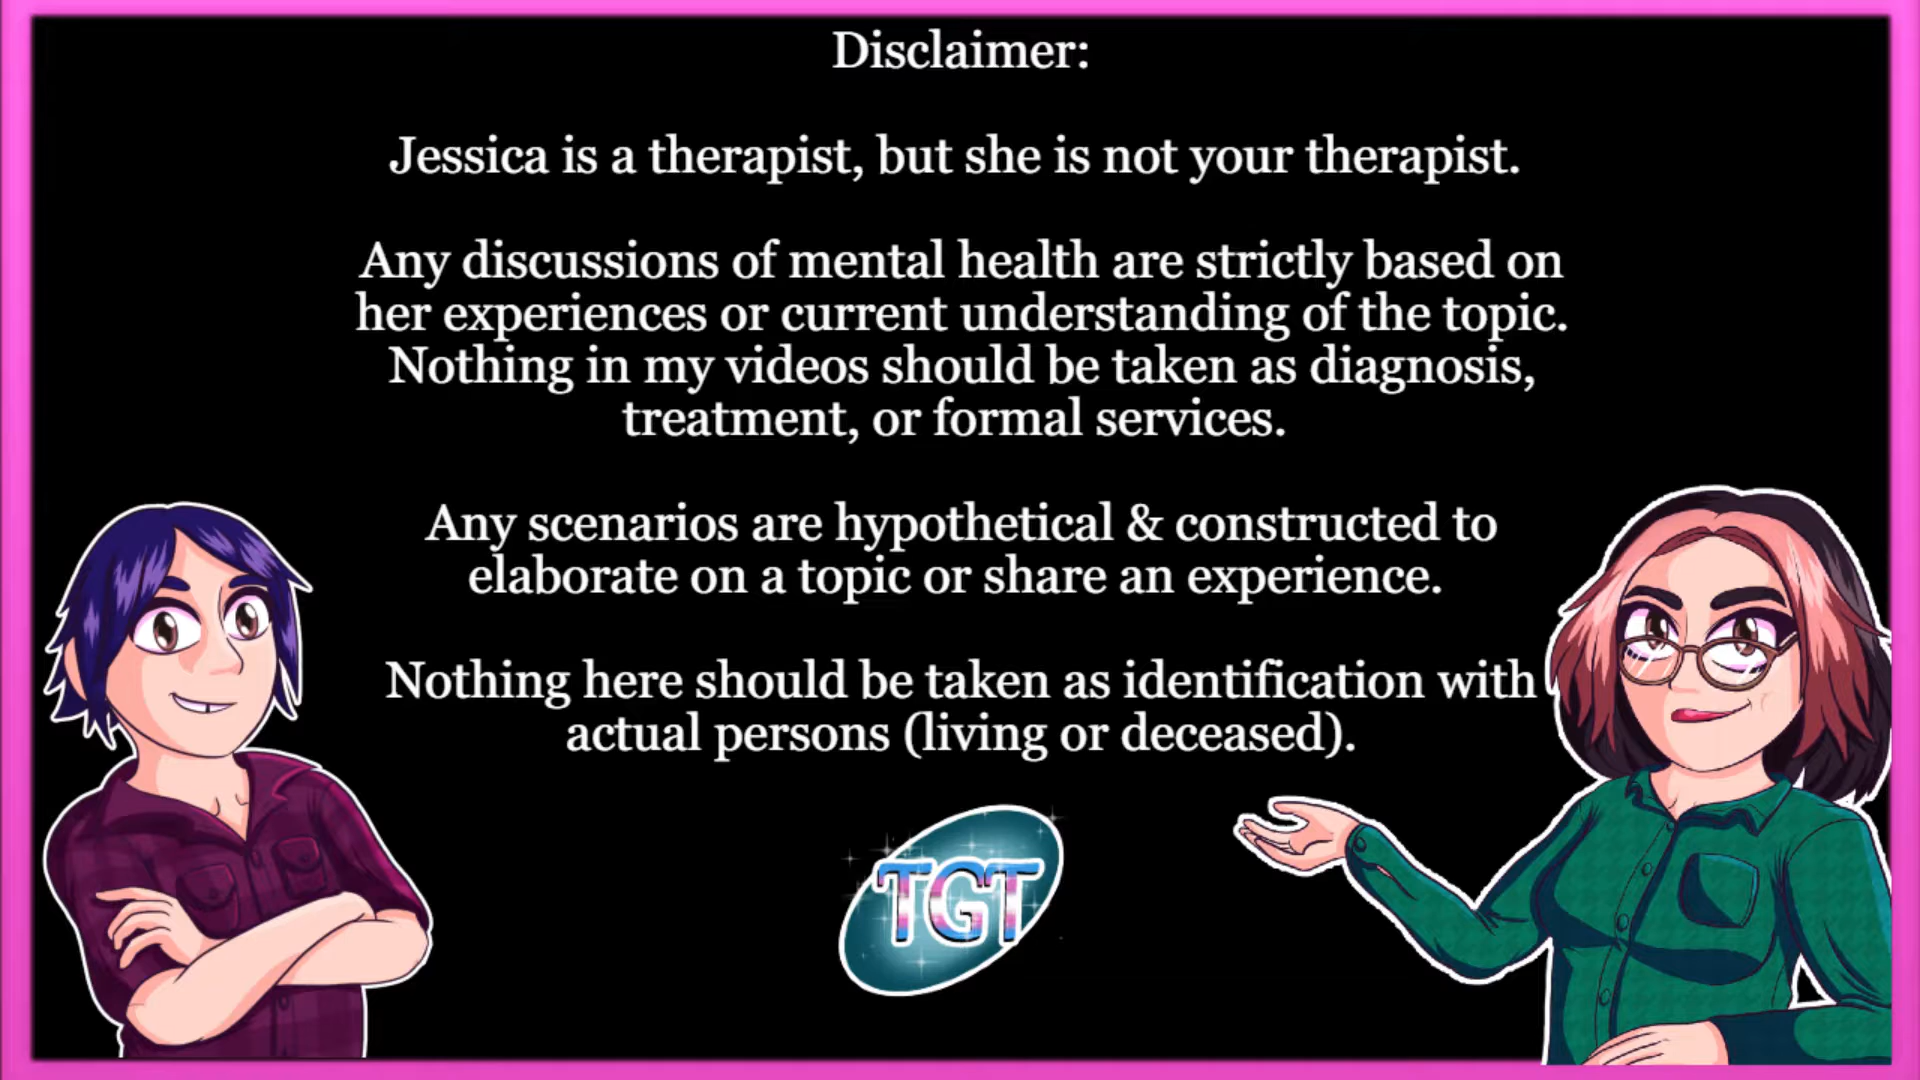 Disclaimer:
Jessica is a therapist, but she is not your therapist.
Any discussions of mental health are strictly based on
her experiences or current understanding of the topic.
Nothing in my videos should be taken as diagnosis,
treatment, or formal services.
Any scenarios are hypothetical & constructed to
elaborate on a topic or share an experience.
Nothing here should be taken as identification with
actual persons (living or deceased).
TGT